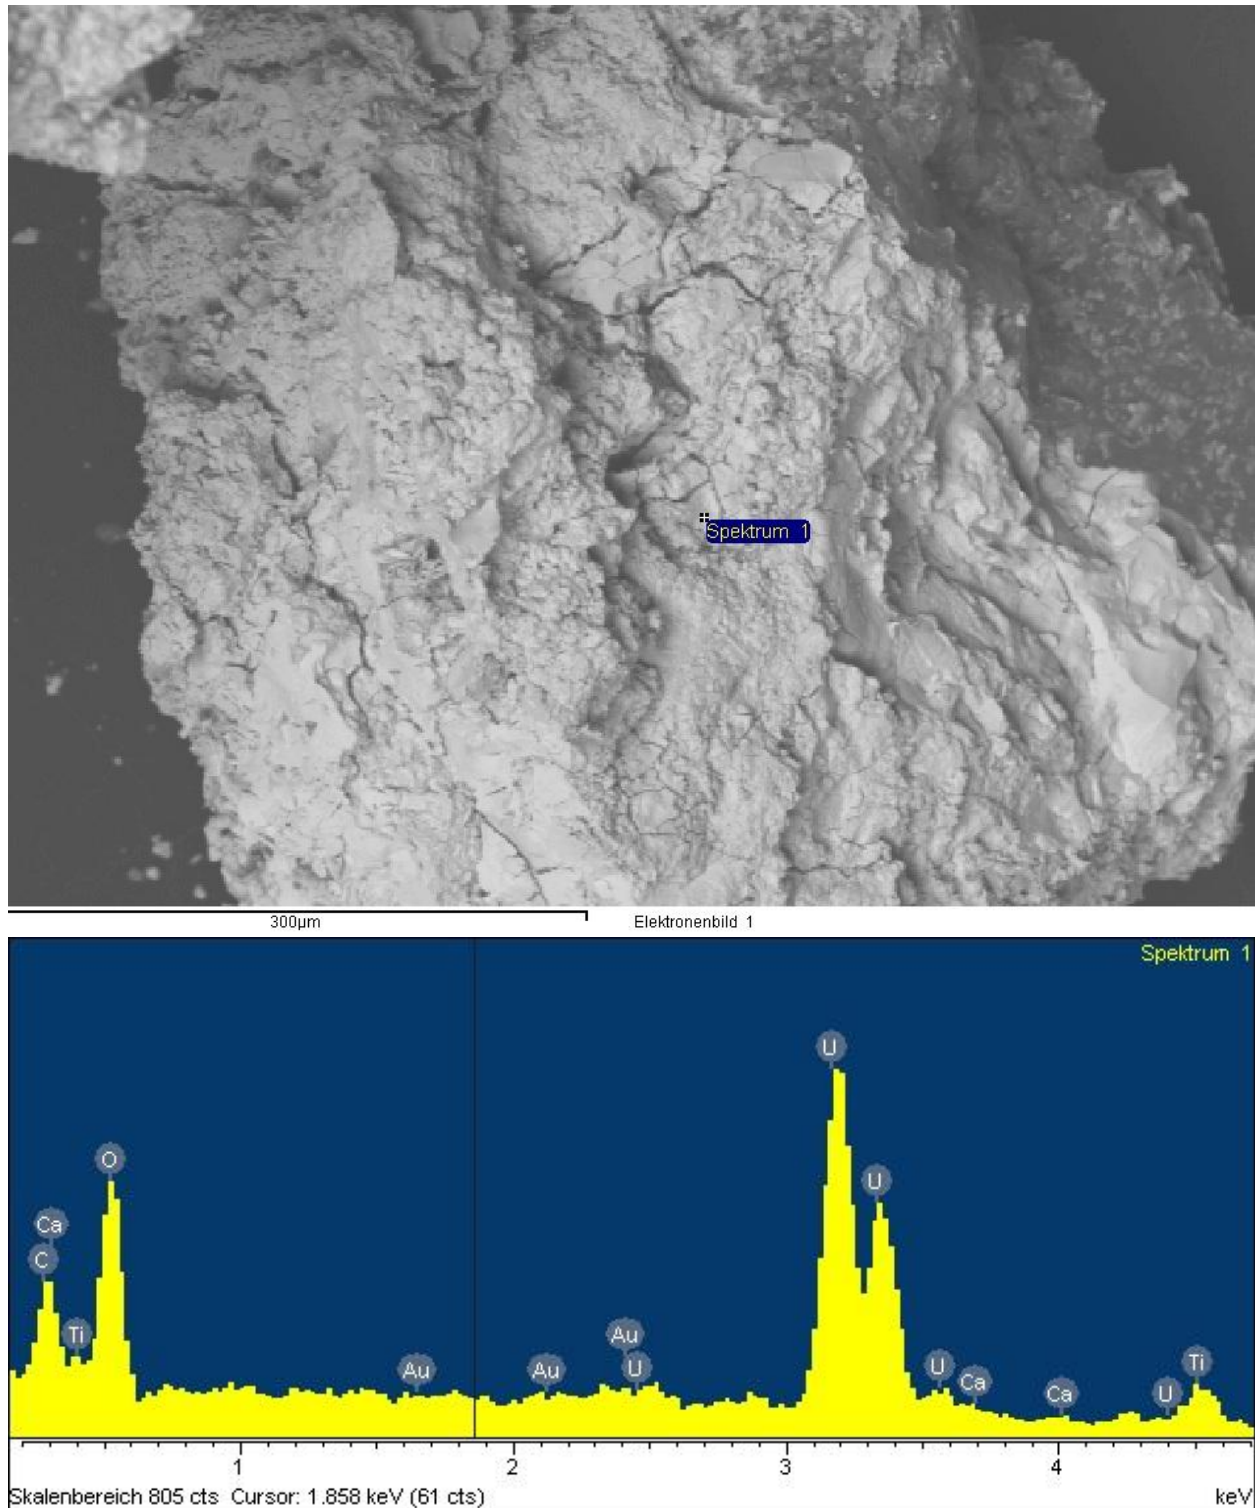 Spektrum 1
300µm
Elektronenbild 1
Spektrum 1
U
O
U
Ca
C
Ti
Au
Au
Au
U
U
Ca
Ca
U
Ti
1
2
3
4
Skalenbereich 805 cts Cursor: 1.858 keV (61 cts)
keV